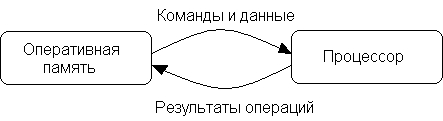 Команды и данные
Оперативная
память
Процессор
Результаты операций